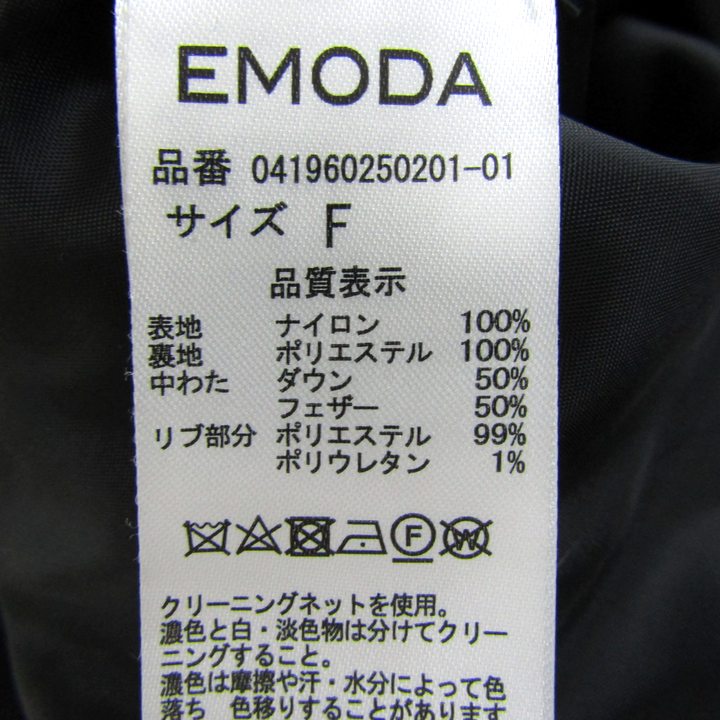 EMODA
品番 041960250201-01
サイズ F
品質表示
表地 ナイロン 100%
裏地 ポリエステル 100%
中わた ダウン 50%
フェザー 50%
リブ部分 ポリエステル 99%
ポリウレタン 1%
F W
クリーニングネットを使用。
濃色と白・淡色物は分けてクリー
ニングすること。
濃色は摩擦や汗・水分によって色
落ち 色移りすることがあります